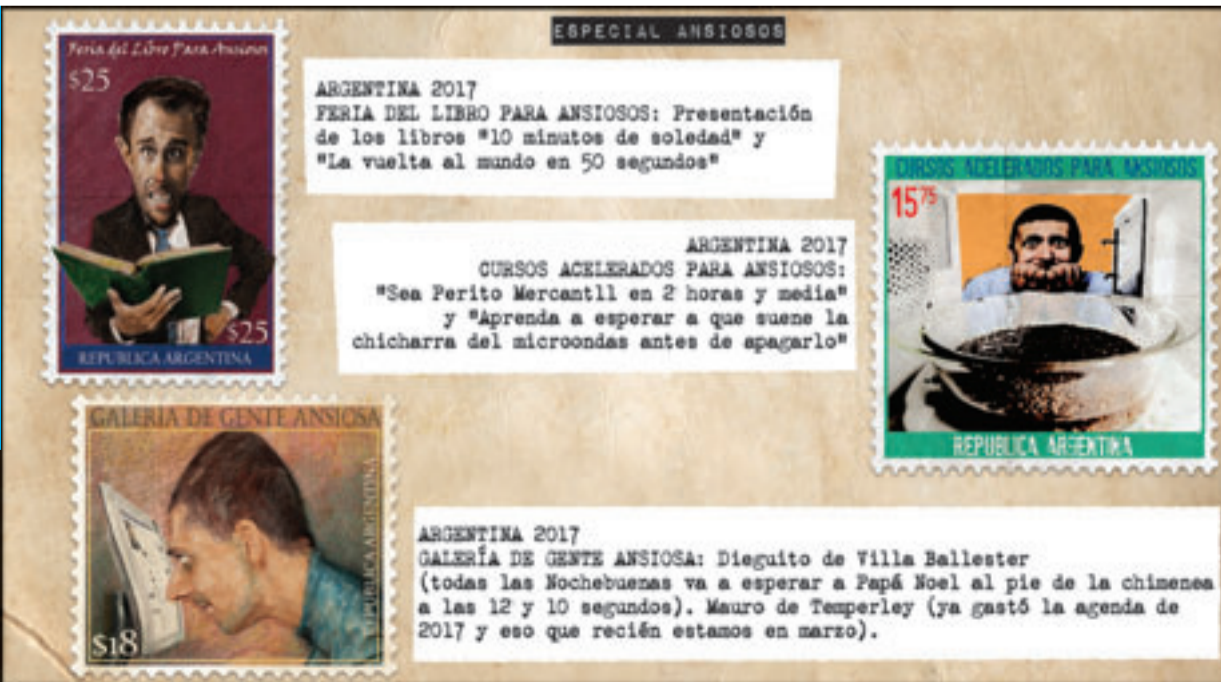 ESPECIAL ANSIOSOS
Feria del Libro Para Ansiosos
$25
$25
REPUBLICA ARGENTINA
ARGENTINA 2017
FERIA DEL LIBRO PARA ANSIOSOS: Presentación
de los libros "10 minutos de soledad" y
"La vuelta al mundo en 50 segundos"
CURSOS ACELERADOS PARA ANSIOSOS
15⁷⁵
REPUBLICA ARGENTINA
ARGENTINA 2017
CURSOS ACELERADOS PARA ANSIOSOS:
"Sea Perito Mercantll en 2 horas y media"
y "Aprenda a esperar a que suene la
chicharra del microondas antes de apagarlo"
GALERÍA DE GENTE ANSIOSA
REPUBLICA ARGENTINA
$18
ARGENTINA 2017
GALERÍA DE GENTE ANSIOSA: Dieguito de Villa Ballester
(todas las Nochebuenas va a esperar a Papá Noel al pie de la chimenea
a las 12 y 10 segundos). Mauro de Temperley (ya gastó la agenda de
2017 y eso que recién estamos en marzo).